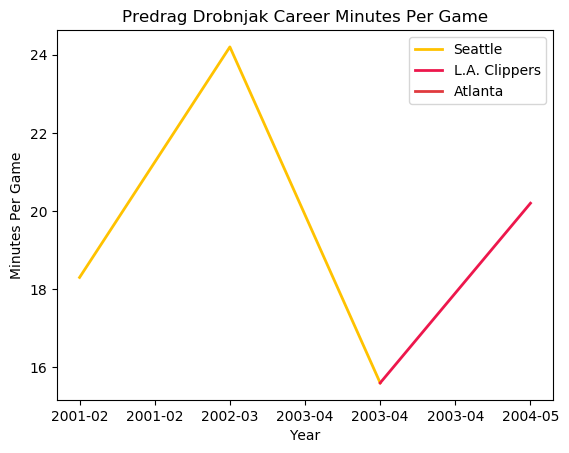 Predrag Drobnjak Career Minutes Per Game
Seattle
L.A. Clippers
Atlanta
Minutes Per Game
24
22
20
18
16
2001-02 2001-02 2002-03 2003-04 2003-04 2003-04 2004-05
Year